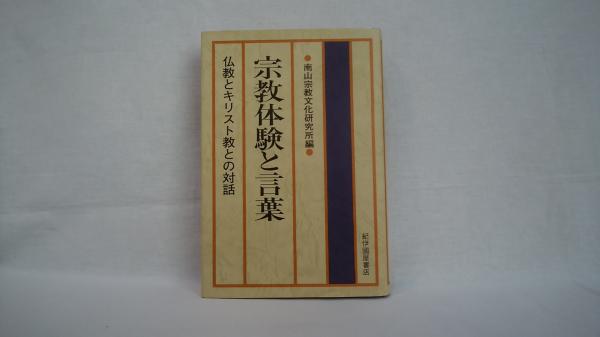 南山宗教文化研究所編
宗教体験と言葉
仏教とキリスト教との対話
紀伊國屋書店